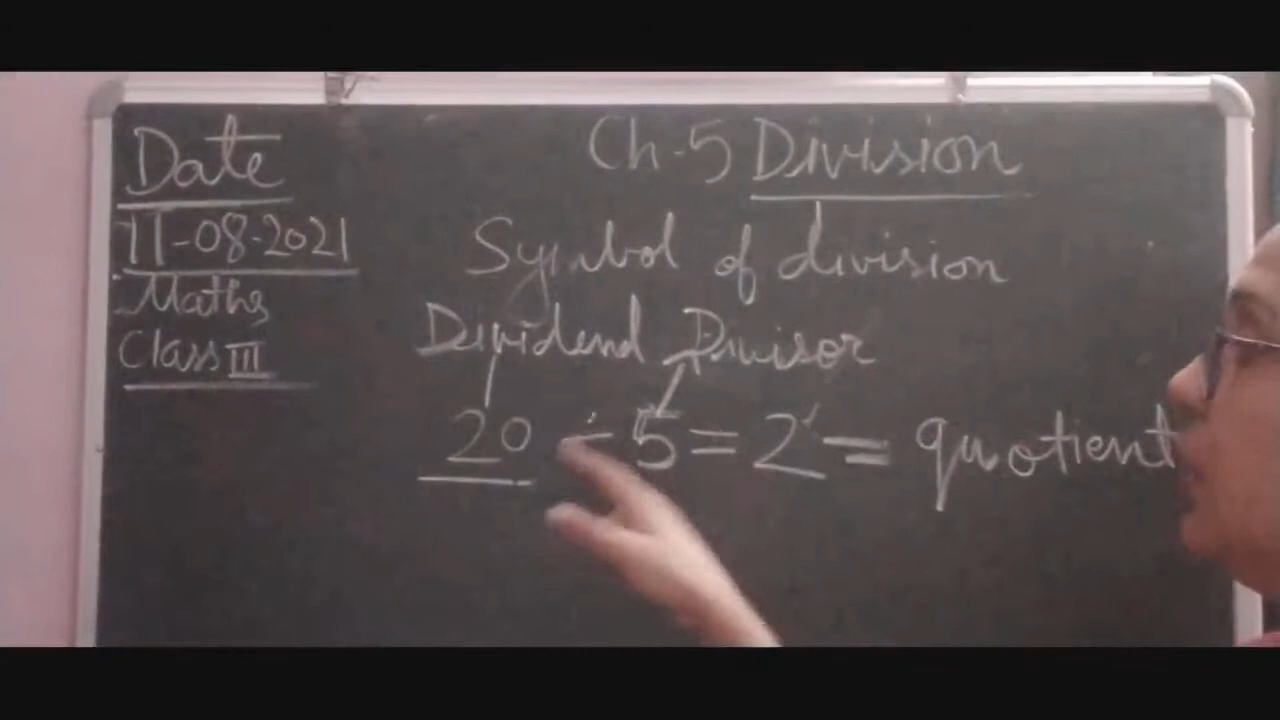 Date
11-08-2021
Maths
Class III
Ch-5 Division
Symbol of division
Dividend Divisor
20 ÷ 5 = 2 = quotient